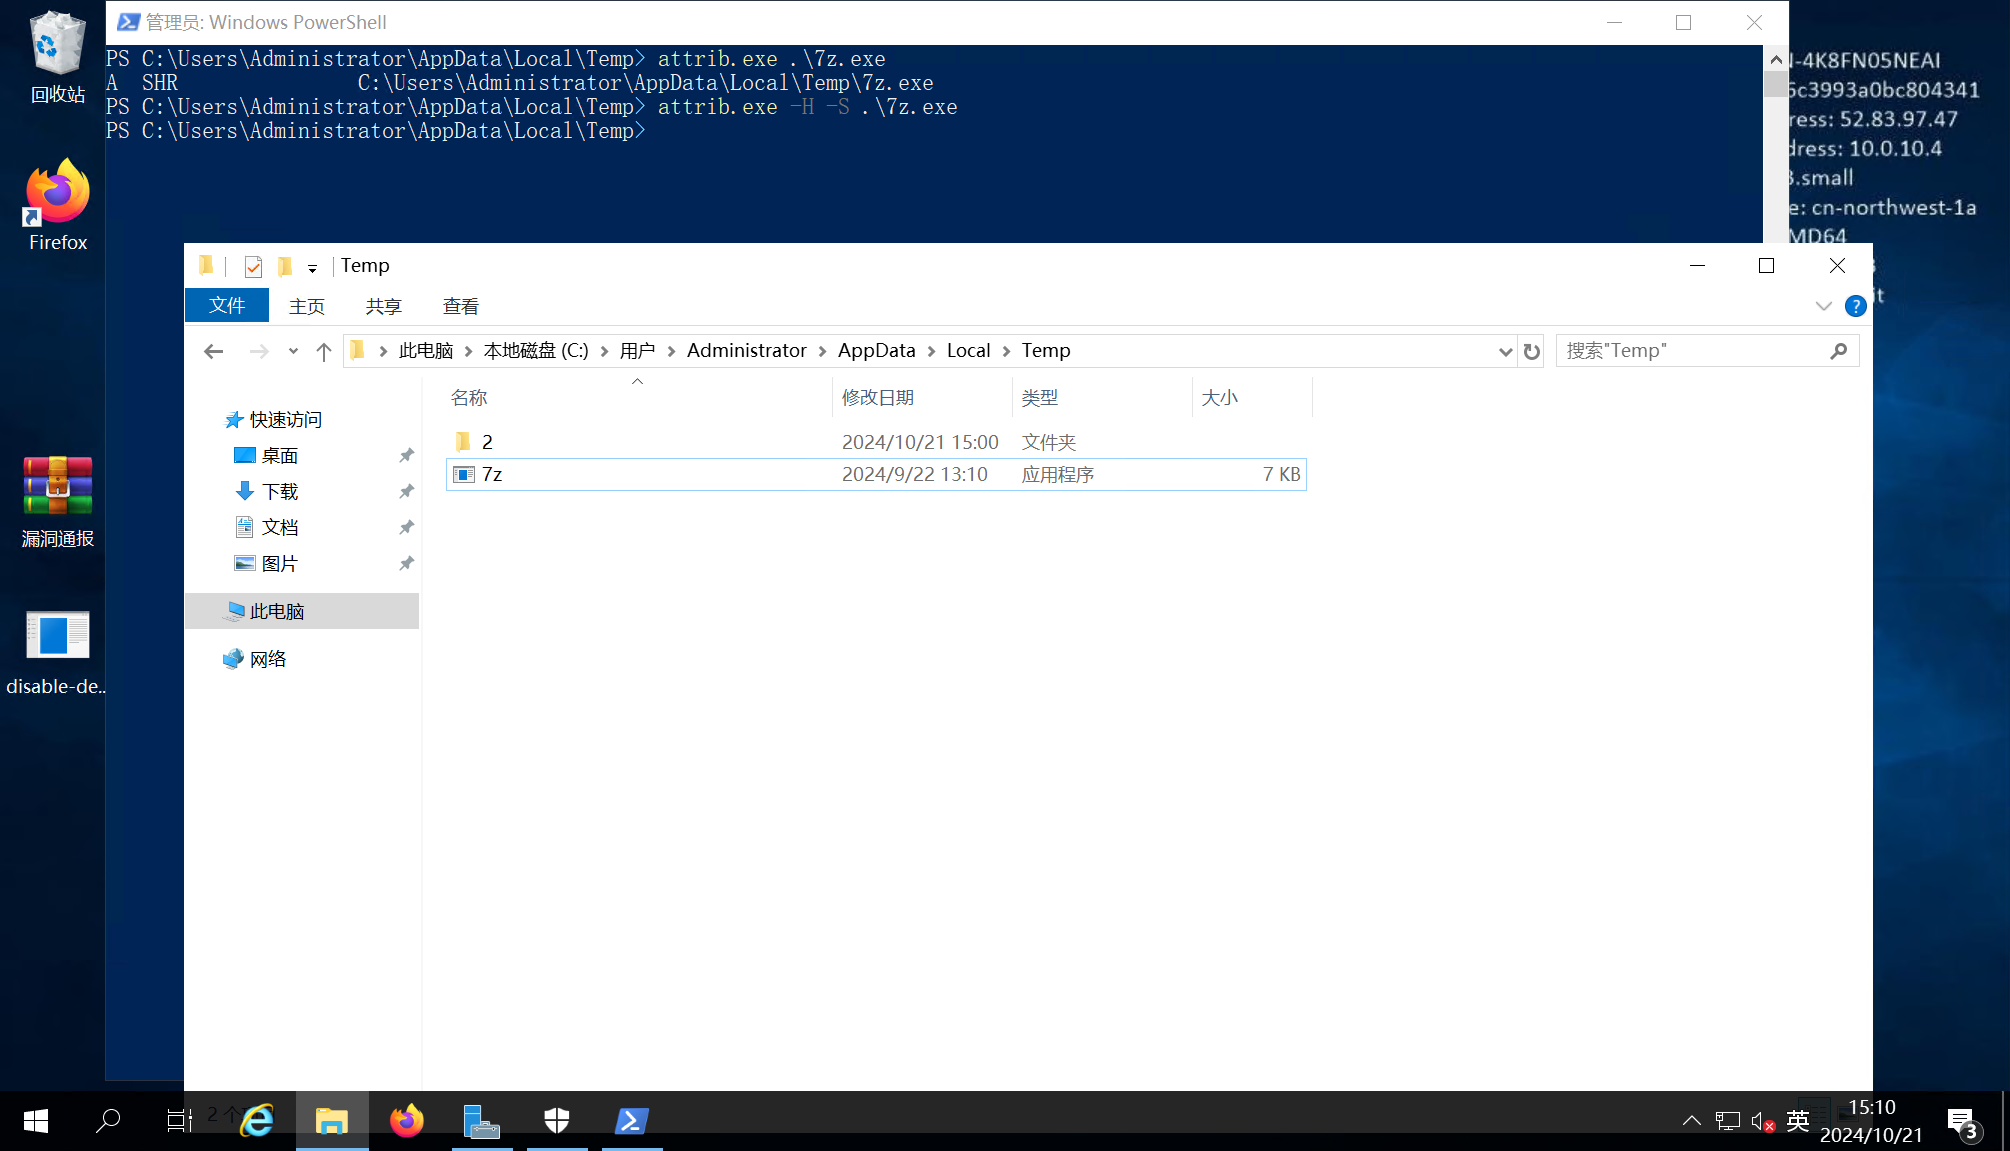 管理员: Windows PowerShell
PS C:\Users\Administrator\AppData\Local\Temp> attrib.exe .\7z.exe
A  SHR               C:\Users\Administrator\AppData\Local\Temp\7z.exe
PS C:\Users\Administrator\AppData\Local\Temp> attrib.exe -H -S .\7z.exe
PS C:\Users\Administrator\AppData\Local\Temp>
回收站
Firefox
漏洞通报
disable-de..
-4K8FN05NEAI
6c3993a0bc804341
ress: 52.83.97.47
dress: 10.0.10.4
.small
e: cn-northwest-1a
MD64
it
Temp
文件 主页 共享 查看
此电脑 本地磁盘 (C:) 用户 Administrator AppData Local Temp
搜索"Temp"
名称 修改日期 类型 大小
2 2024/10/21 15:00 文件夹
7z 2024/9/22 13:10 应用程序 7 KB
快速访问
桌面
下载
文档
图片
此电脑
网络
2 个
英
15:10
2024/10/21
3